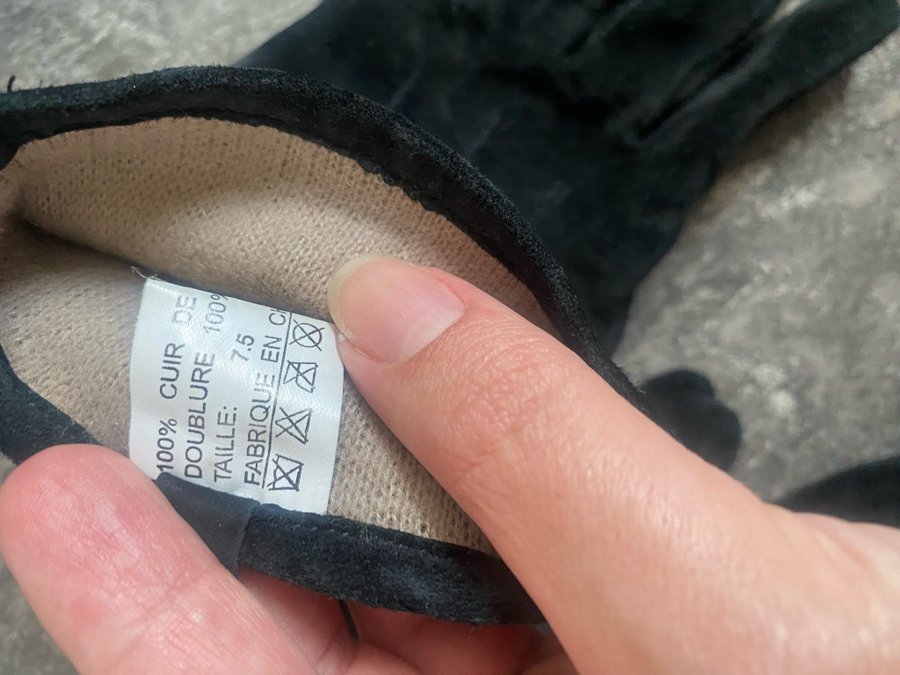 100% CUIR DE
DOUBLURE 100%
TAILLE: 7.5
FABRIQUE EN